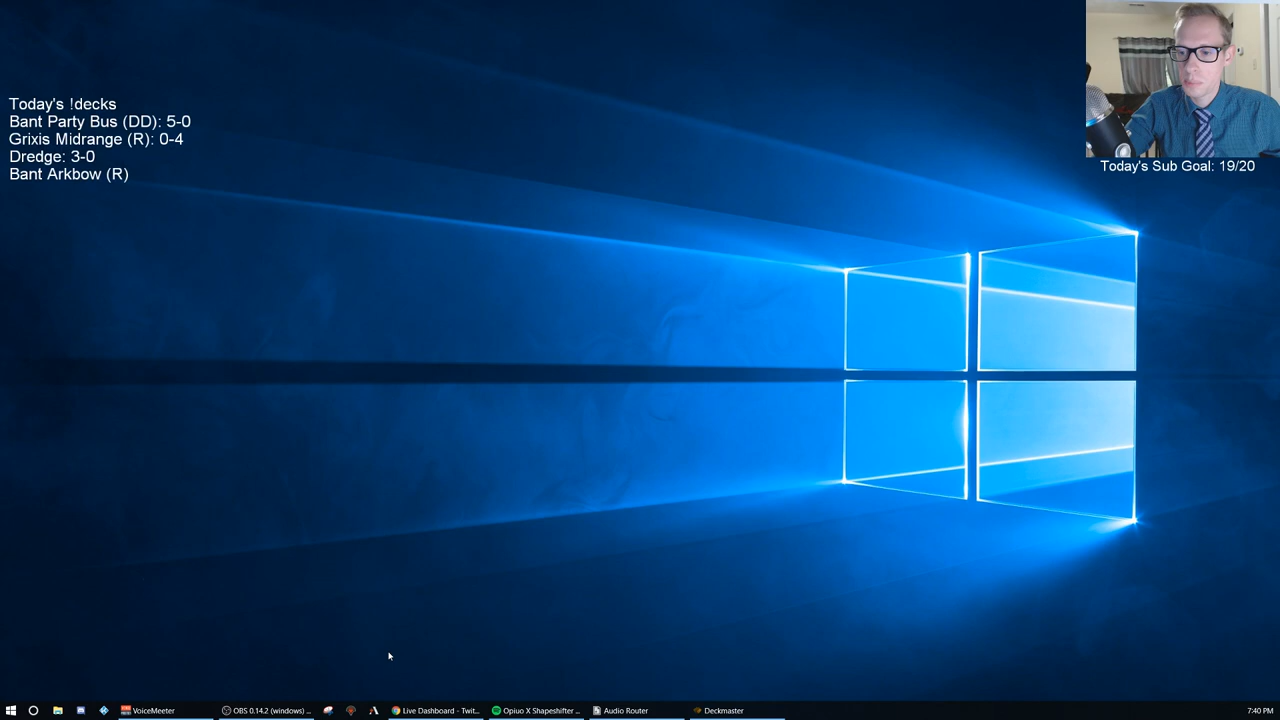 Today's !decks
Bant Party Bus (DD): 5-0
Grixis Midrange (R): 0-4
Dredge: 3-0
Bant Arkbow (R)
Today's Sub Goal: 19/20
VoiceMeeter
OBS 0.14.2 (windows) ...
Live Dashboard - Twit...
Opiuo X Shapeshifter ...
Audio Router
Deckmaster
7:40 PM